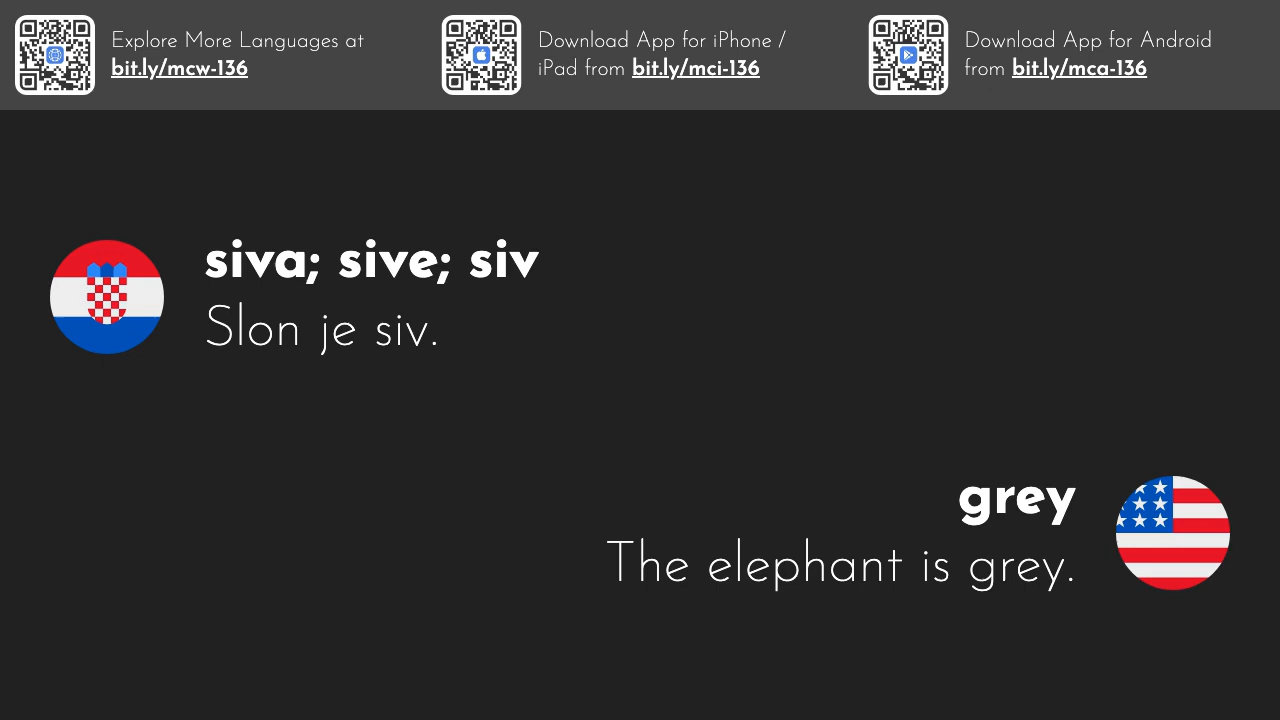 Explore More Languages at
bit.ly/mcw-136
Download App for iPhone /
iPad from bit.ly/mci-136
Download App for Android
from bit.ly/mca-136
siva; sive; siv
Slon je siv.
grey
The elephant is grey.